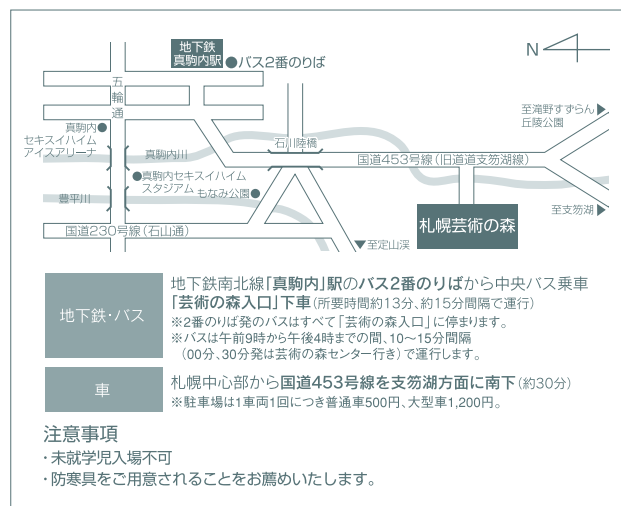 地下鉄
真駒内駅
●バス2番のりば
N
五輪通
至滝野すずらん▶
丘陵公園
真駒内●
セキスイハイム
アイスアリーナ
真駒内川
石川陸橋
国道453号線(旧道道支笏湖線)
●真駒内セキスイハイム
スタジアム
もなみ公園●
豊平川
至支笏湖▶
札幌芸術の森
国道230号線(石山通)
▼至定山渓
地下鉄・バス
地下鉄南北線「真駒内」駅のバス2番のりばから中央バス乗車
「芸術の森入口」下車(所要時間約13分、約15分間隔で運行)
※2番のりば発のバスはすべて「芸術の森入口」に停まります。
※バスは午前9時から午後4時までの間、10〜15分間隔
(00分、30分発は芸術の森センター行き)で運行します。
車
札幌中心部から国道453号線を支笏湖方面に南下(約30分)
※駐車場は1車両1回につき普通車500円、大型車1,200円。
注意事項
・未就学児入場不可
・防寒具をご用意されることをお薦めいたします。